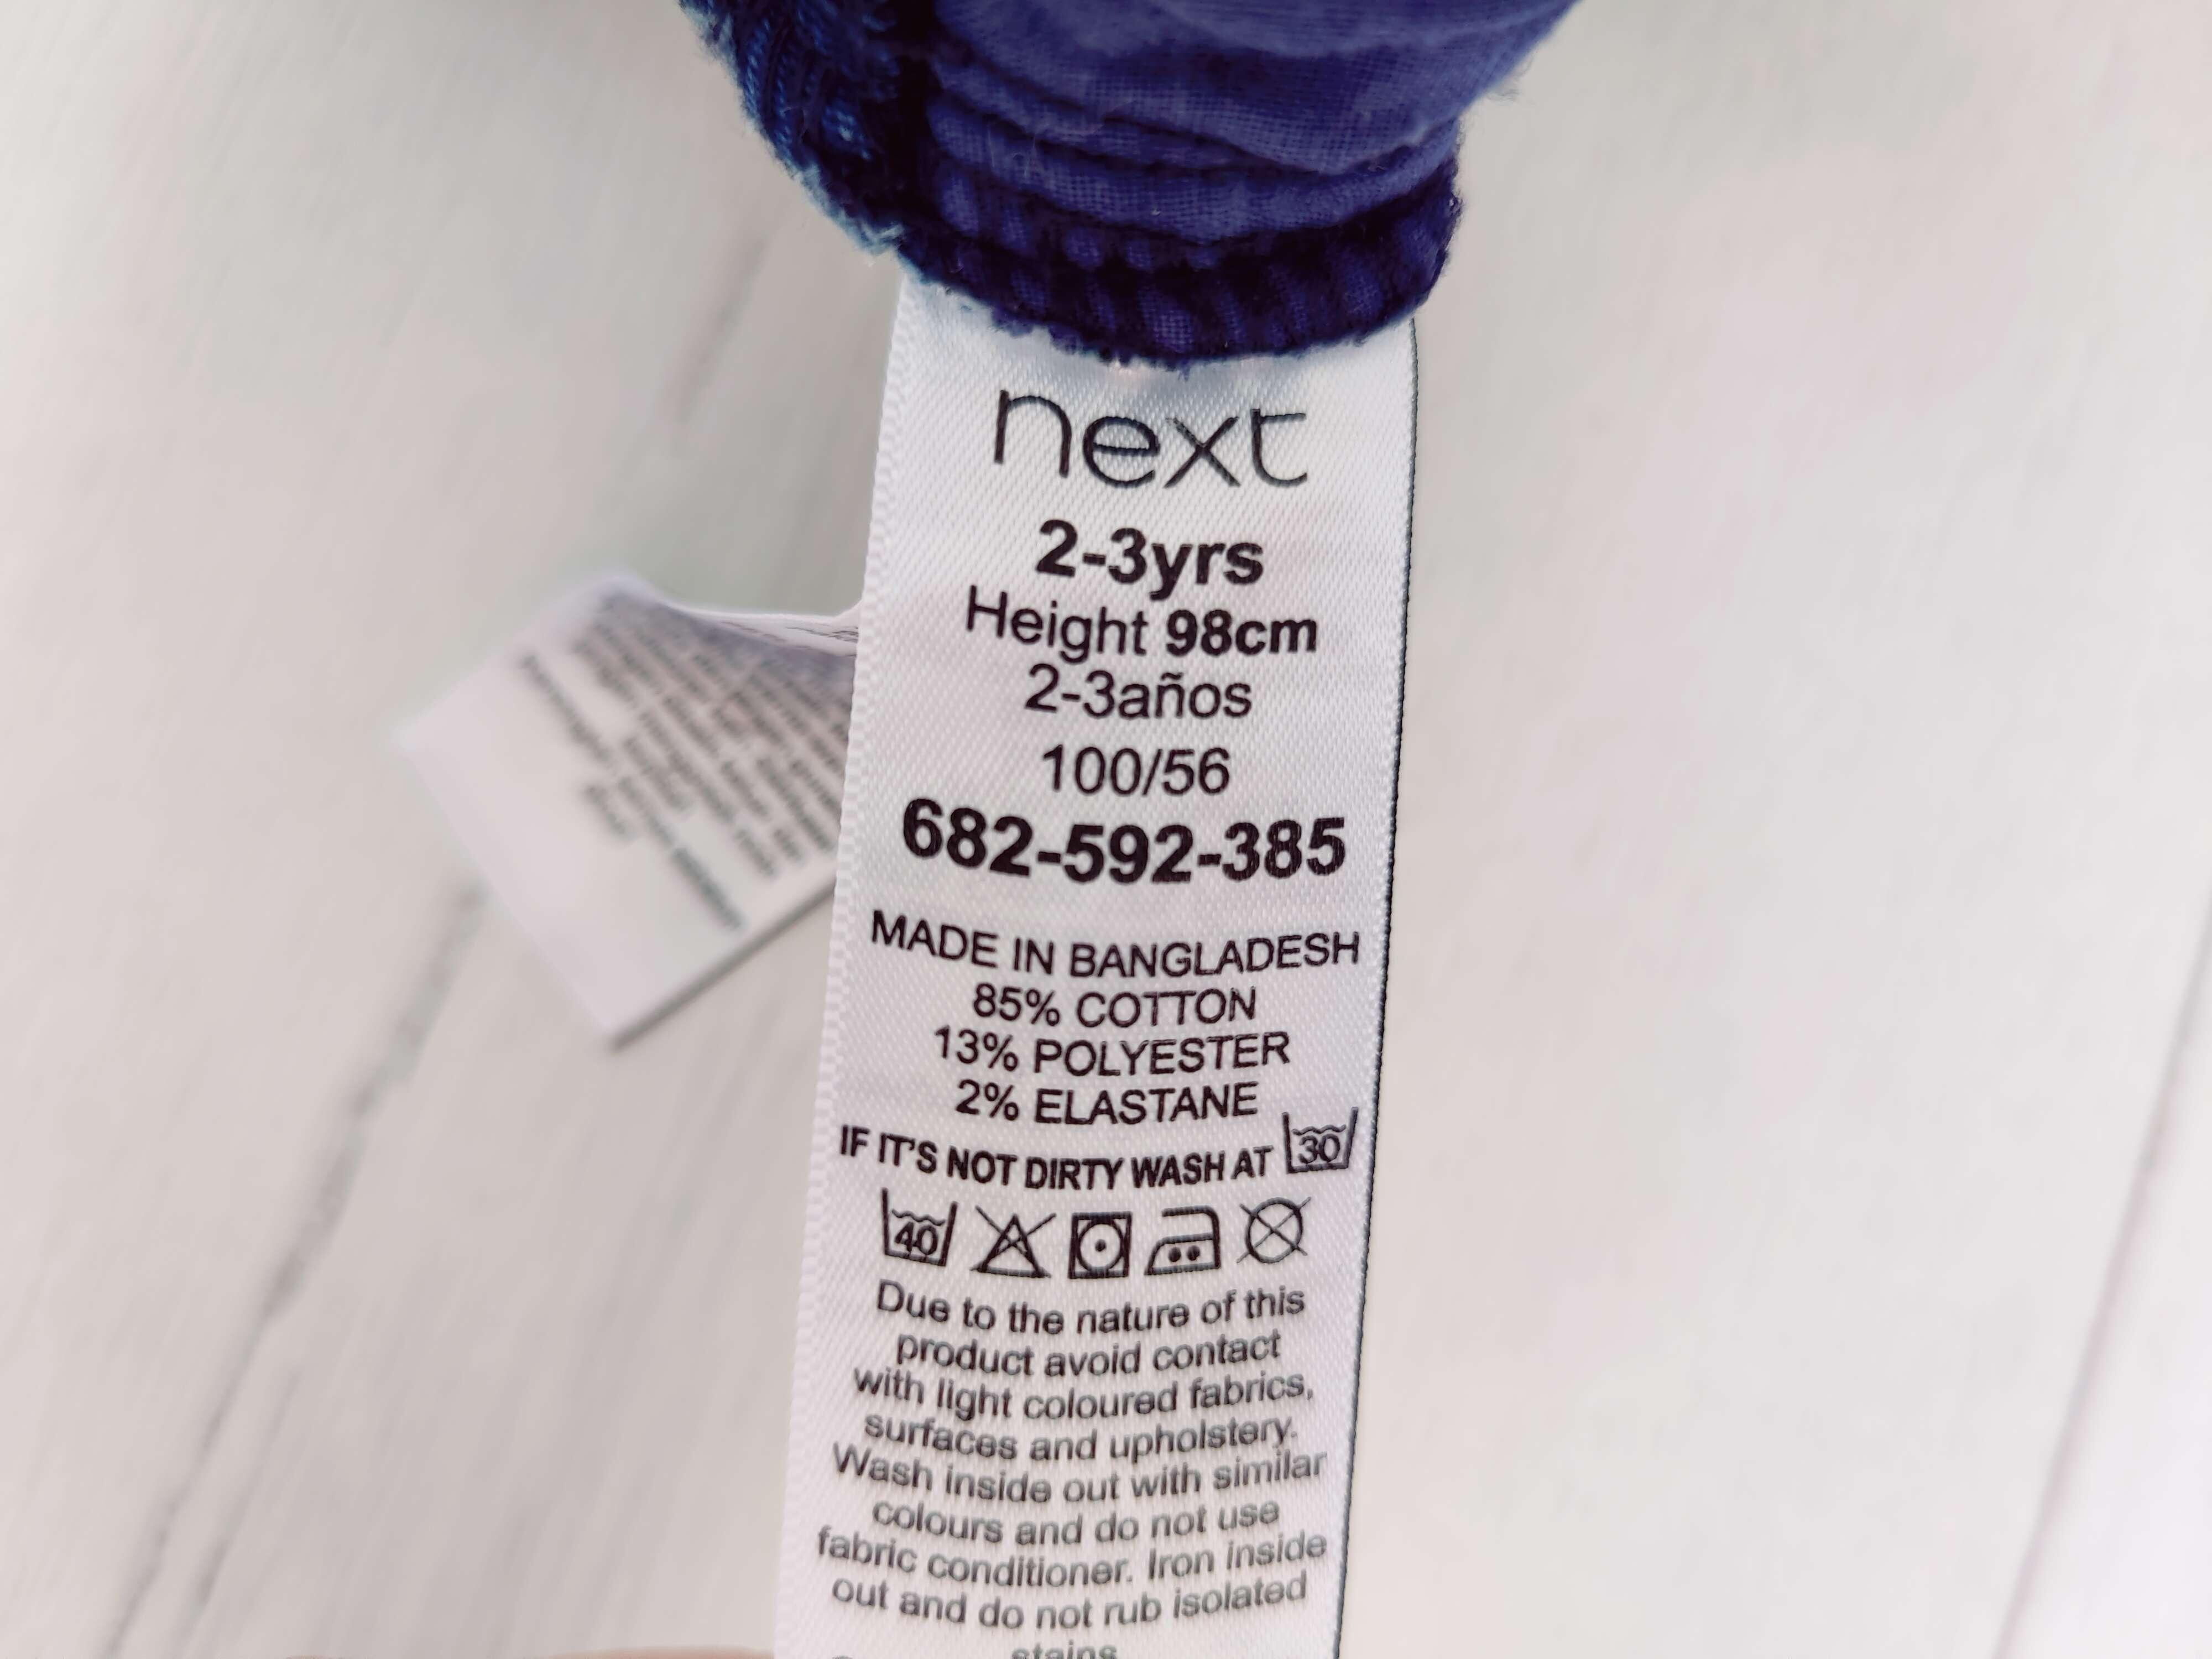 next
2-3yrs
Height 98cm
2-3años
100/56
682-592-385
MADE IN BANGLADESH
85% COTTON
13% POLYESTER
2% ELASTANE
IF IT'S NOT DIRTY WASH AT 30
40
Due to the nature of this
product avoid contact
with light coloured fabrics,
surfaces and upholstery.
Wash inside out with similar
colours and do not use
fabric conditioner. Iron inside
out and do not rub isolated
stains